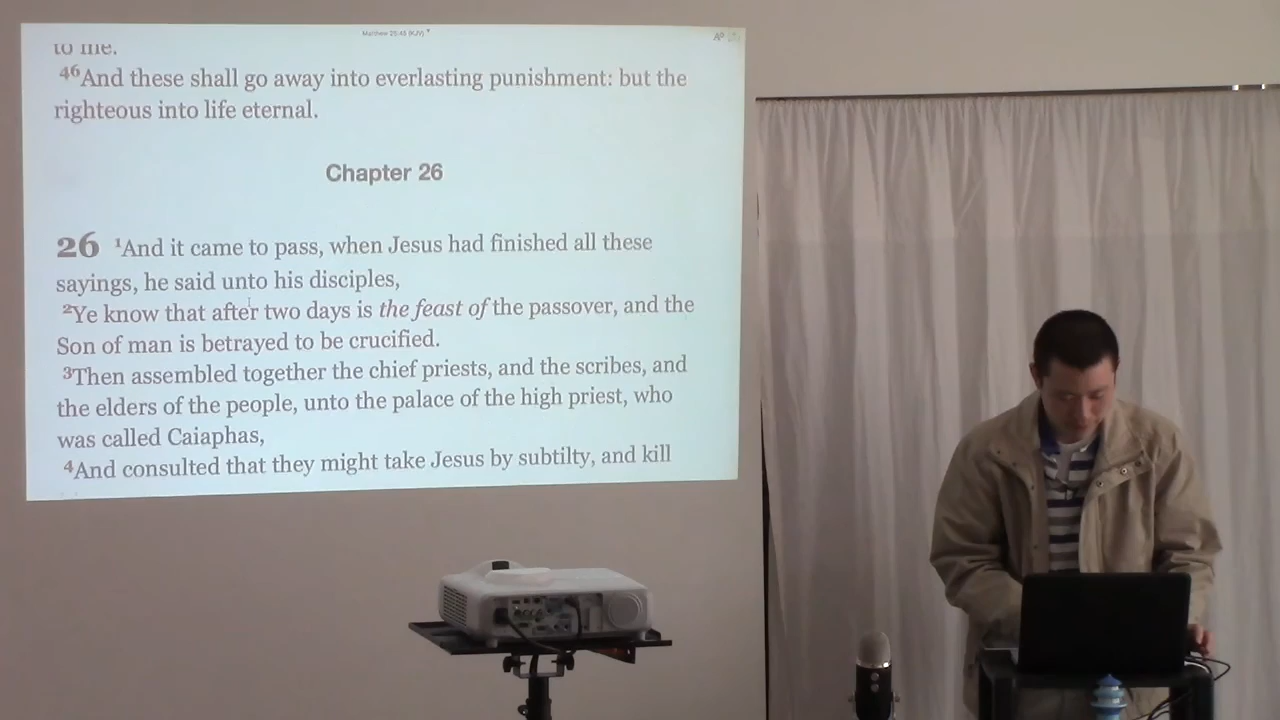 Matthew 25:45 (KJV)
to me.
46And these shall go away into everlasting punishment: but the
righteous into life eternal.
Chapter 26
26 1And it came to pass, when Jesus had finished all these
sayings, he said unto his disciples,
2Ye know that after two days is the feast of the passover, and the
Son of man is betrayed to be crucified.
3Then assembled together the chief priests, and the scribes, and
the elders of the people, unto the palace of the high priest, who
was called Caiaphas,
4And consulted that they might take Jesus by subtilty, and kill